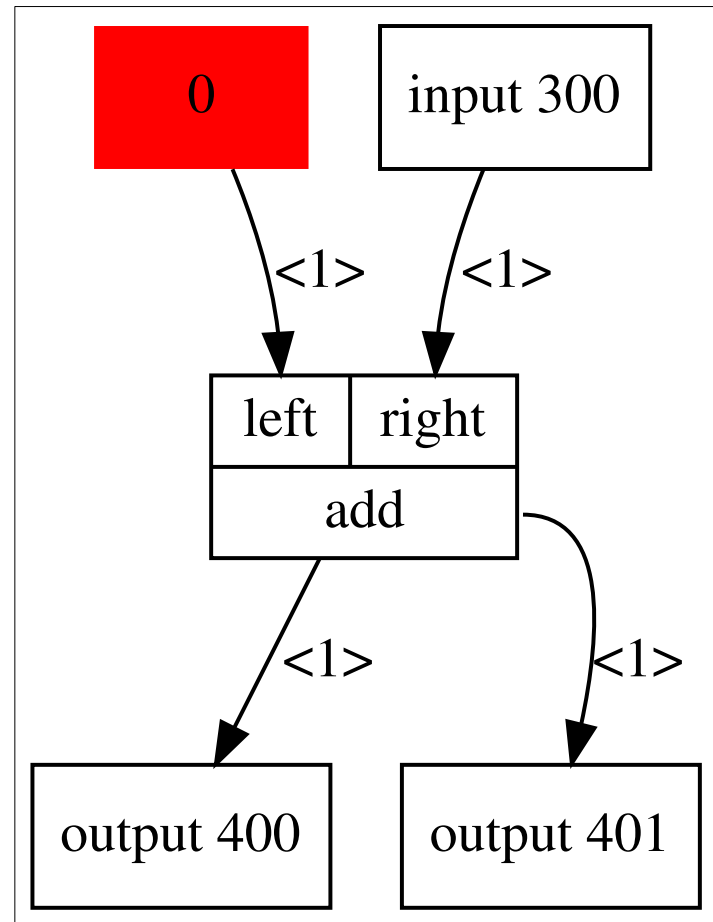 0
input 300
<1>
<1>
left
right
add
<1>
<1>
output 400
output 401